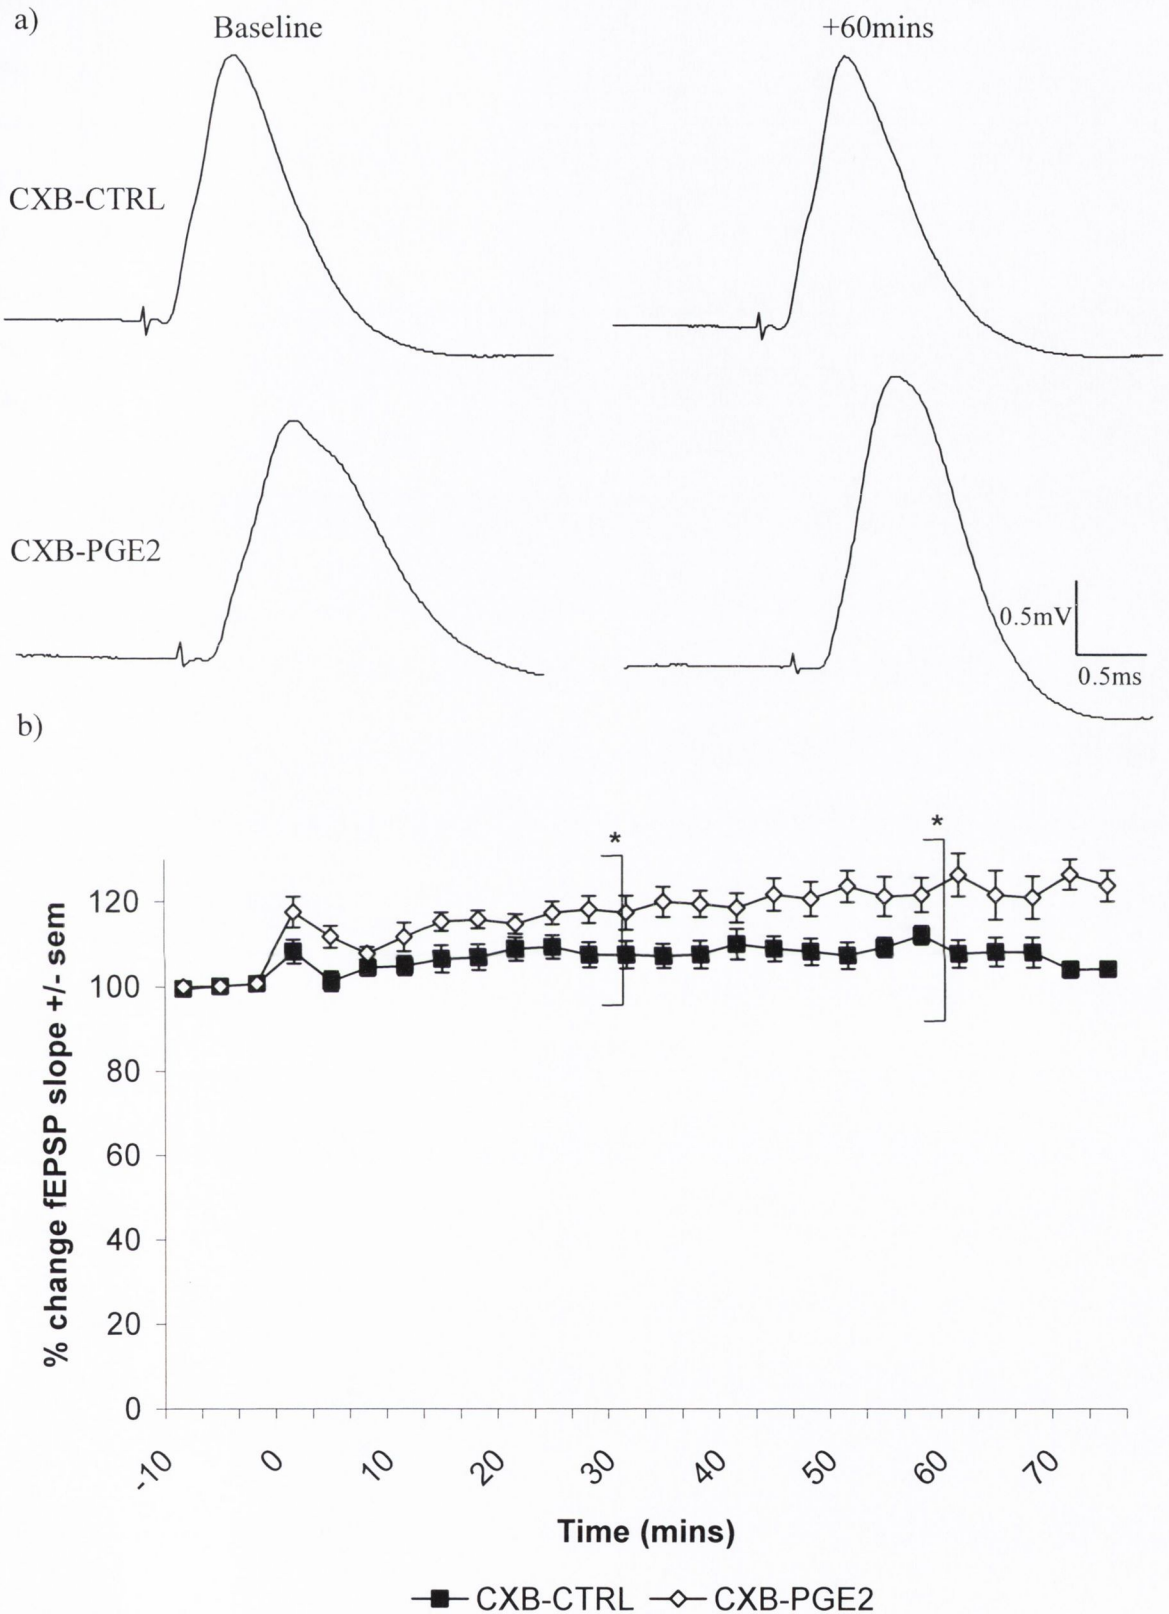 a)
Baseline
+60mins
CXB-CTRL
CXB-PGE2
0.5mV
0.5ms
b)
*
*
% change fEPSP slope +/- sem
120
100
80
60
40
20
0
-10
0
10
20
30
40
50
60
70
Time (mins)
CXB-CTRL
CXB-PGE2